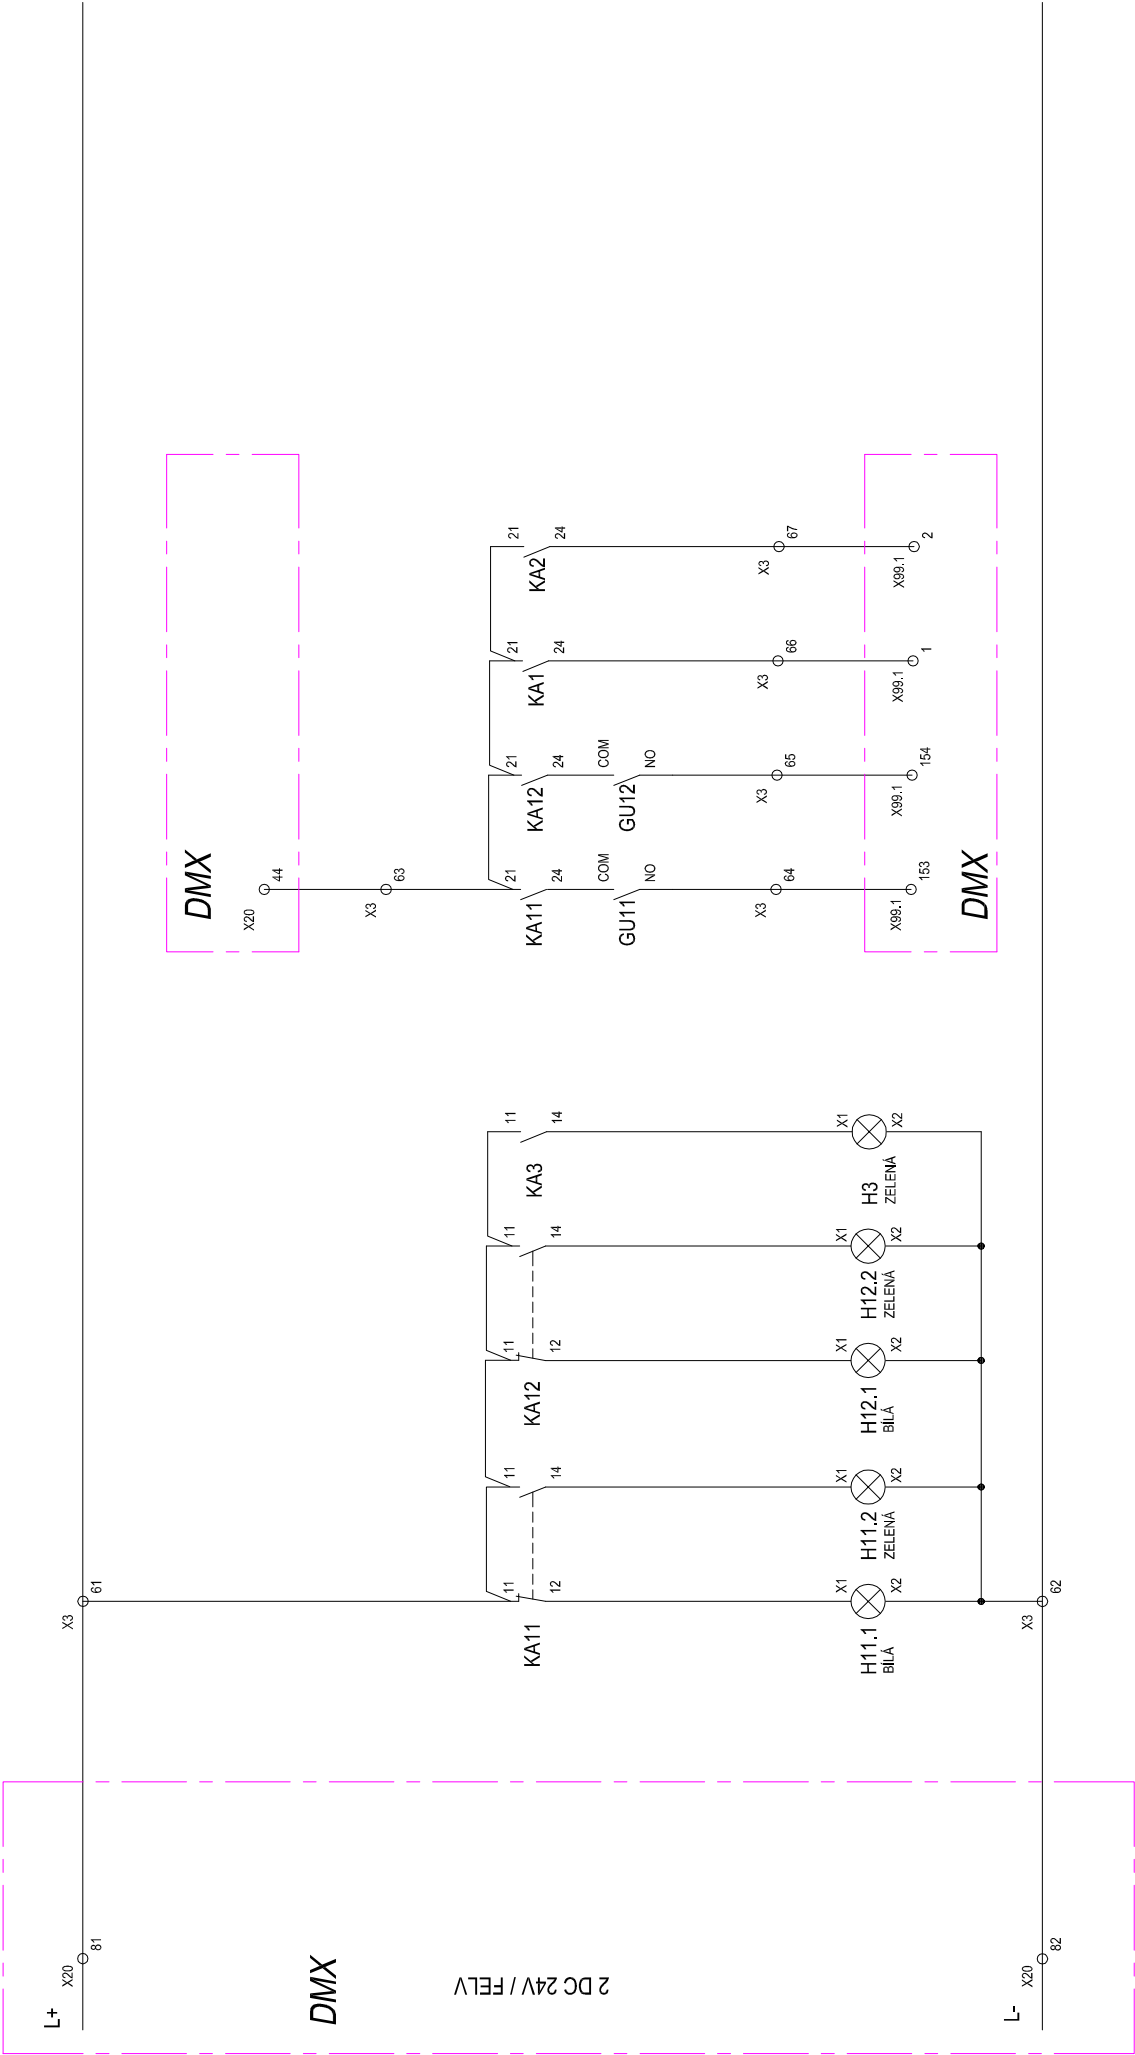 L+
X20
81
DMX
2 DC 24V / FELV
L-
X20
82
X3
61
KA11
11
12
11
14
KA12
11
12
11
14
KA3
11
14
H11.1
BÍLÁ
X1
X2
H11.2
ZELENÁ
X1
X2
H12.1
BÍLÁ
X1
X2
H12.2
ZELENÁ
X1
X2
H3
ZELENÁ
X1
X2
X3
62
DMX
X20
44
X3
63
KA11
21
24
GU11
COM
NO
X3
64
X99.1
153
KA12
21
24
GU12
COM
NO
X3
65
X99.1
154
KA1
21
24
X3
66
X99.1
1
KA2
21
24
X3
67
X99.1
2
DMX